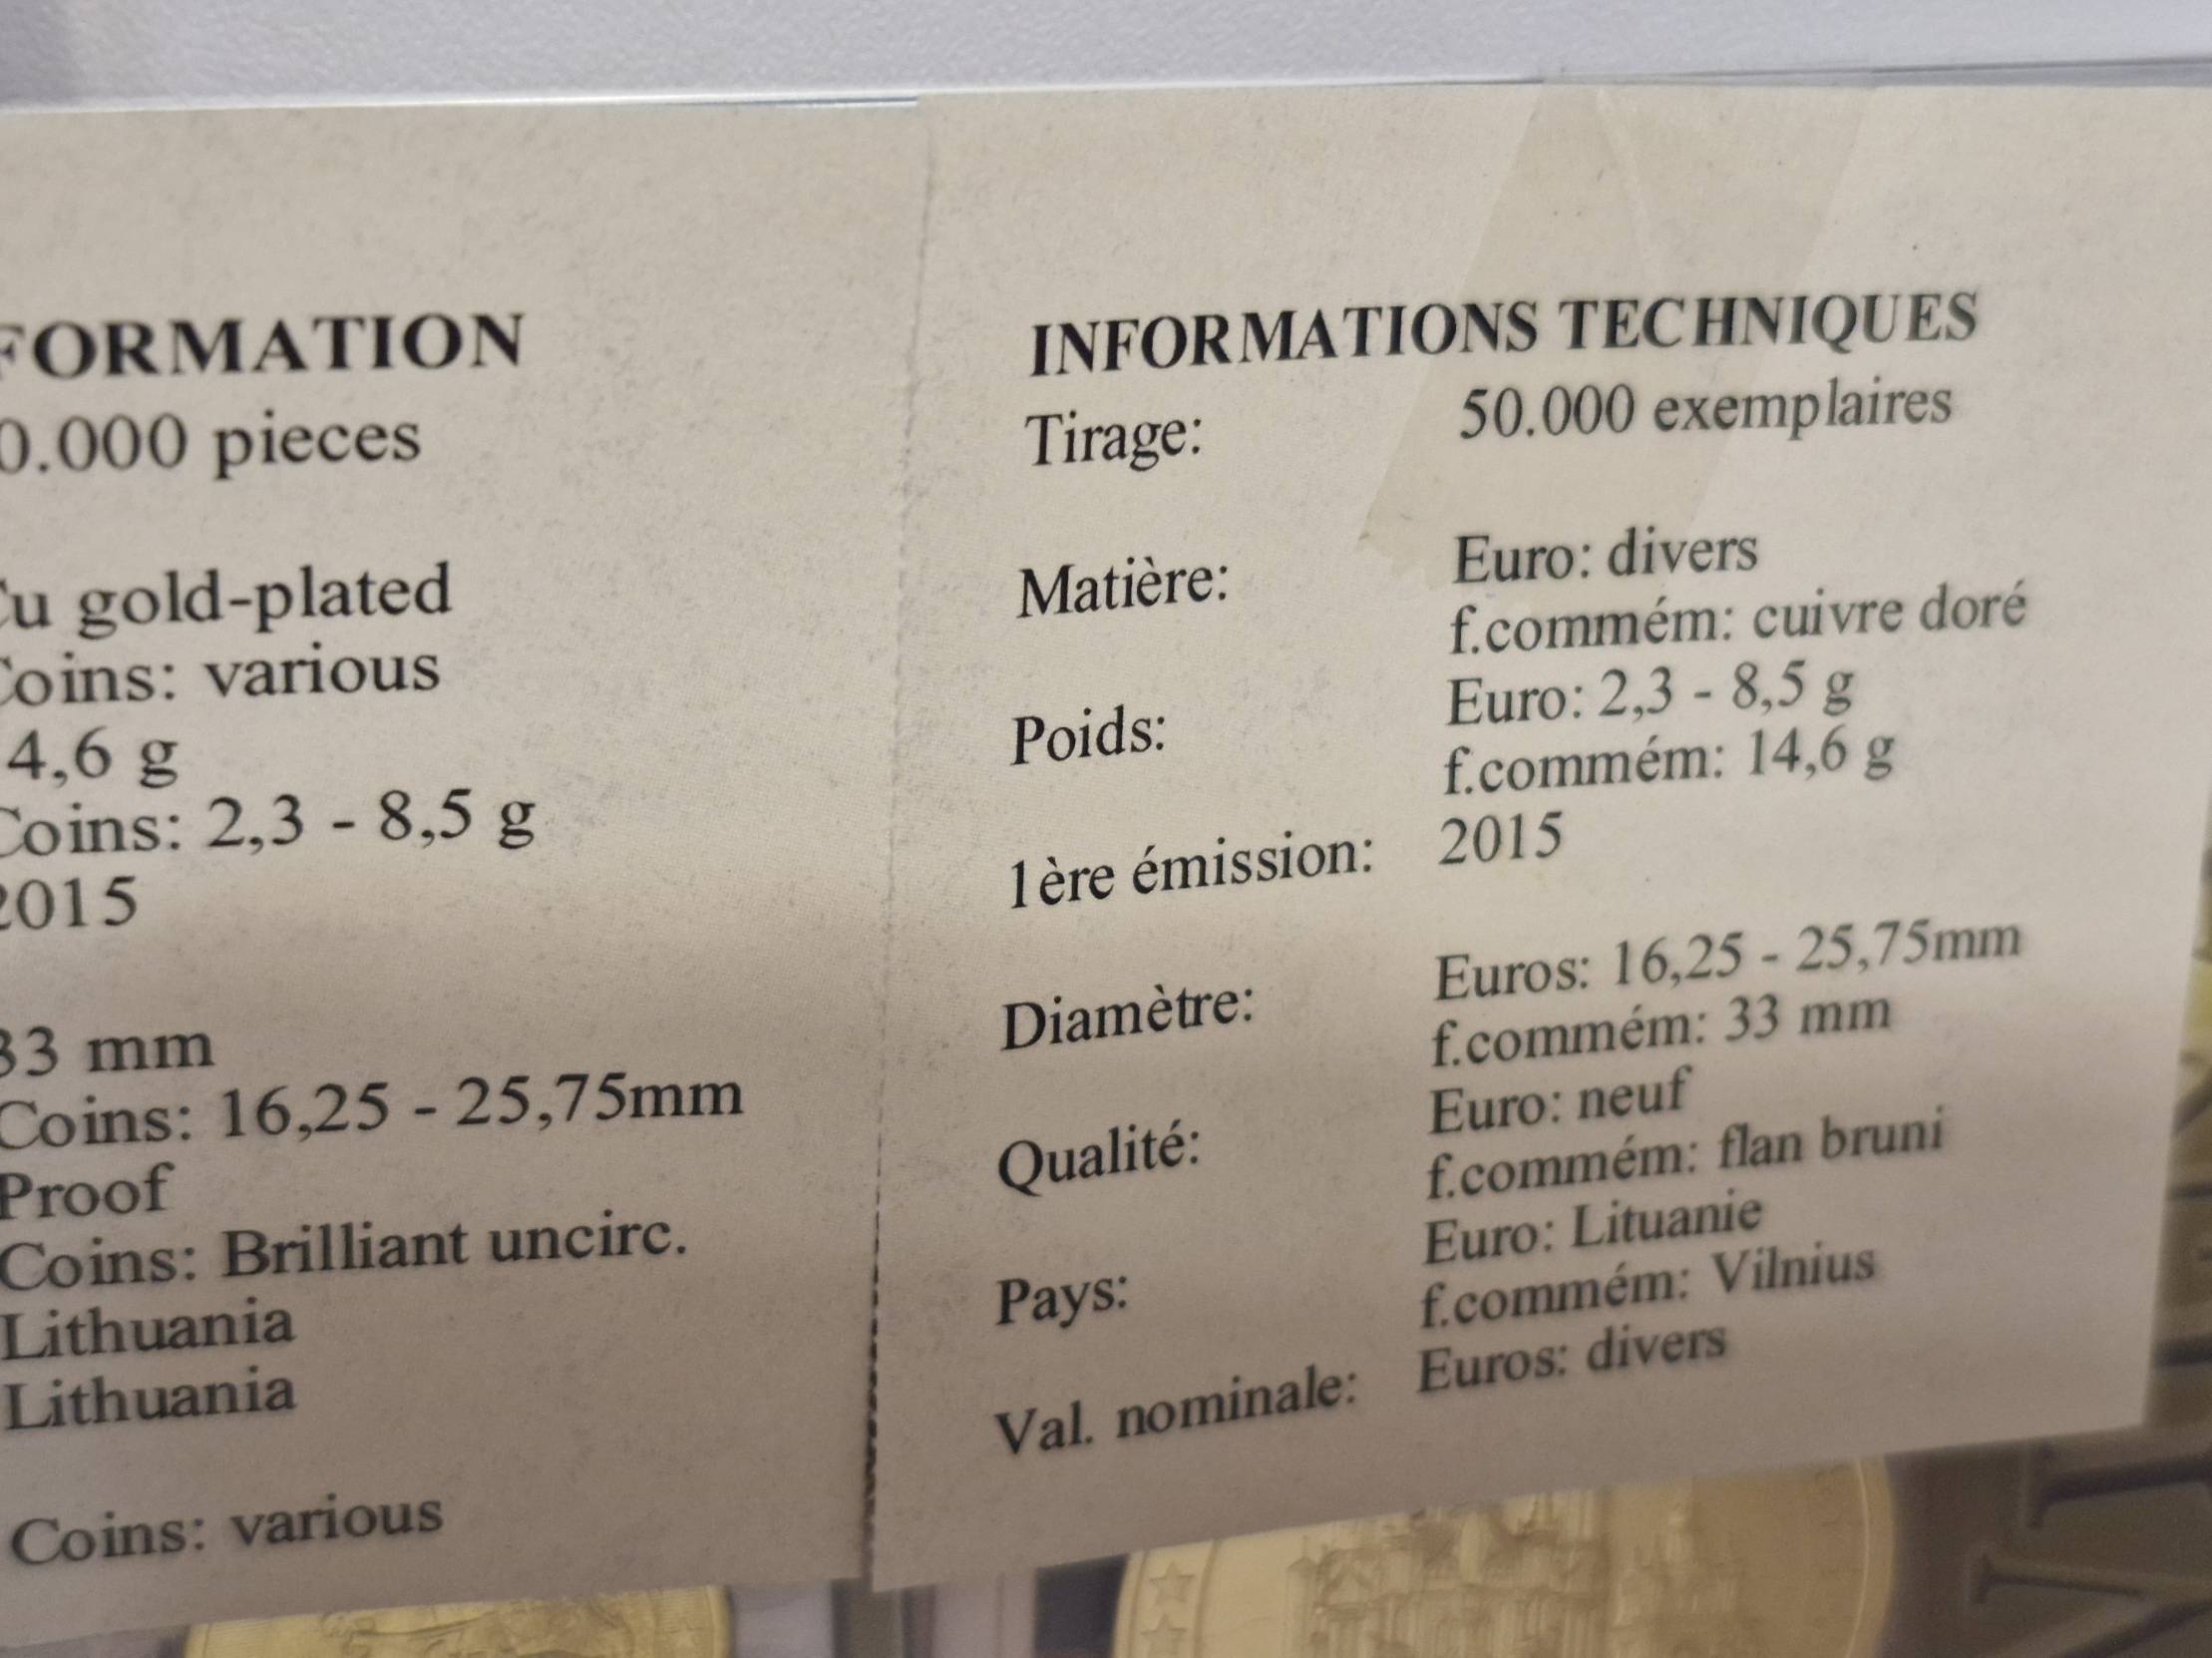 FORMATION
0.000 pieces
Cu gold-plated
Coins: various
4,6 g
Coins: 2,3 - 8,5 g
2015
33 mm
Coins: 16,25 - 25,75mm
Proof
Coins: Brilliant uncirc.
Lithuania
Lithuania
Coins: various
INFORMATIONS TECHNIQUES
Tirage: 50.000 exemplaires
Matière: Euro: divers
f.commém: cuivre doré
Poids: Euro: 2,3 - 8,5 g
f.commém: 14,6 g
1ère émission: 2015
Diamètre: Euros: 16,25 - 25,75mm
f.commém: 33 mm
Qualité: Euro: neuf
f.commém: flan bruni
Pays: Euro: Lituanie
f.commém: Vilnius
Val. nominale: Euros: divers